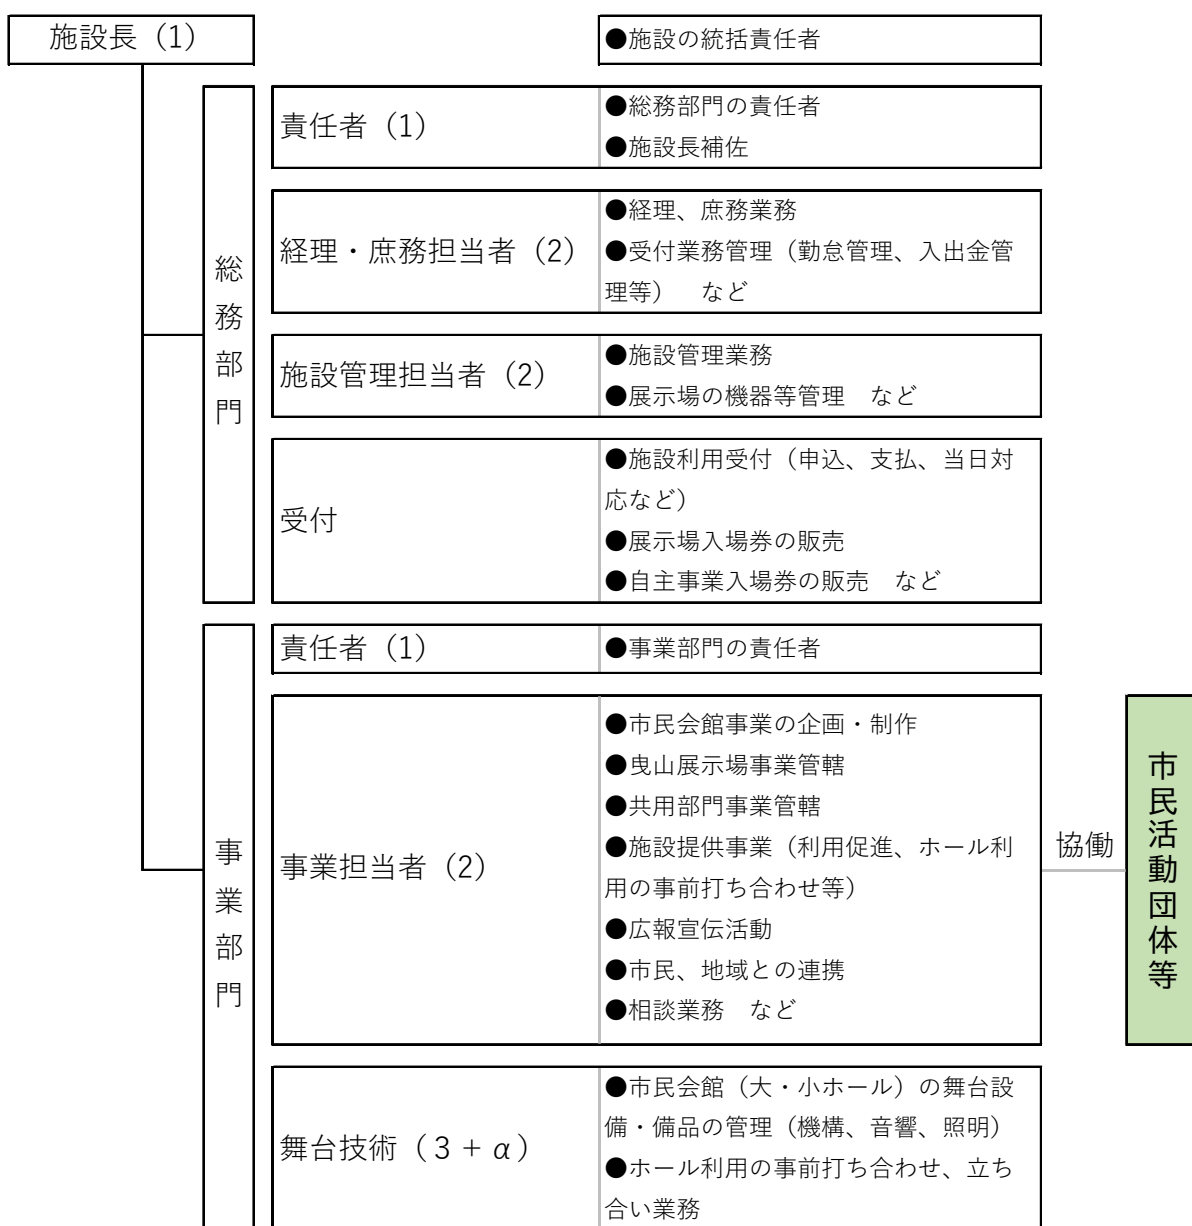 施設長（1）
●施設の統括責任者
総務部門
責任者（1）
●総務部門の責任者
●施設長補佐
経理・庶務担当者（2）
●経理、庶務業務
●受付業務管理（勤怠管理、入出金管
理等）　など
施設管理担当者（2）
●施設管理業務
●展示場の機器等管理　など
受付
●施設利用受付（申込、支払、当日対
応など）
●展示場入場券の販売
●自主事業入場券の販売　など
事業部門
責任者（1）
●事業部門の責任者
事業担当者（2）
●市民会館事業の企画・制作
●曳山展示場事業管轄
●共用部門事業管轄
●施設提供事業（利用促進、ホール利
用の事前打ち合わせ等）
●広報宣伝活動
●市民、地域との連携
●相談業務　など
協働
市民活動団体等
舞台技術（３＋α）
●市民会館（大・小ホール）の舞台設
備・備品の管理（機構、音響、照明）
●ホール利用の事前打ち合わせ、立ち
合い業務